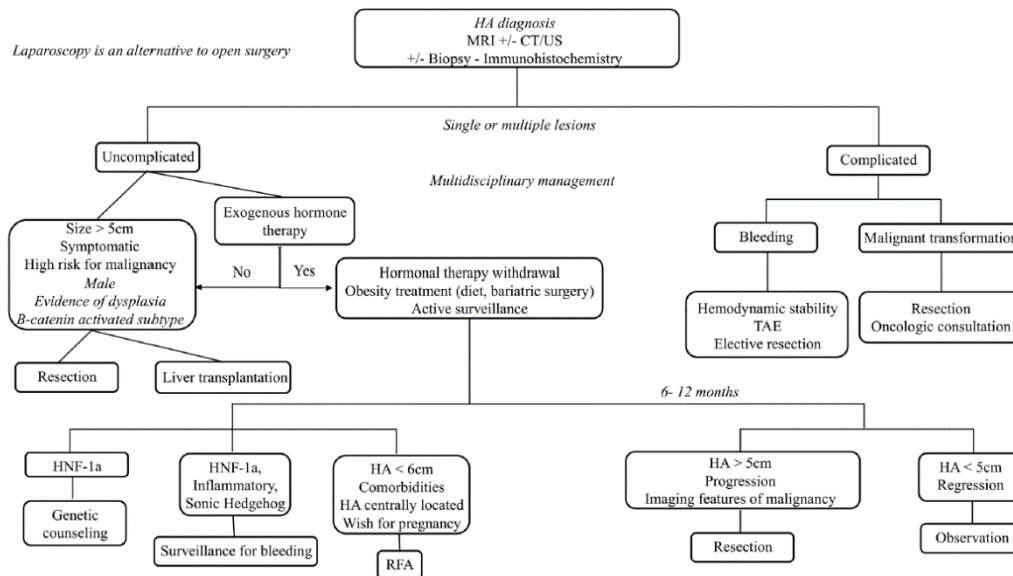 HA diagnosis
MRI +/- CT/US
+/- Biopsy - Immunohistochemistry
Laparoscopy is an alternative to open surgery
Single or multiple lesions
Uncomplicated
Complicated
Multidisciplinary management
Exogenous hormone
therapy
Size > 5cm
Symptomatic
High risk for malignancy
Male
Evidence of dysplasia
B-catenin activated subtype
No
Yes
Hormonal therapy withdrawal
Obesity treatment (diet, bariatric surgery)
Active surveillance
Bleeding
Malignant transformation
Hemodynamic stability
TAE
Elective resection
Resection
Oncologic consultation
Resection
Liver transplantation
6- 12 months
HNF-1a
HNF-1a,
Inflammatory,
Sonic Hedgehog
HA < 6cm
Comorbidities
HA centrally located
Wish for pregnancy
HA > 5cm
Progression
Imaging features of malignancy
HA < 5cm
Regression
Genetic
counseling
Surveillance for bleeding
RFA
Resection
Observation